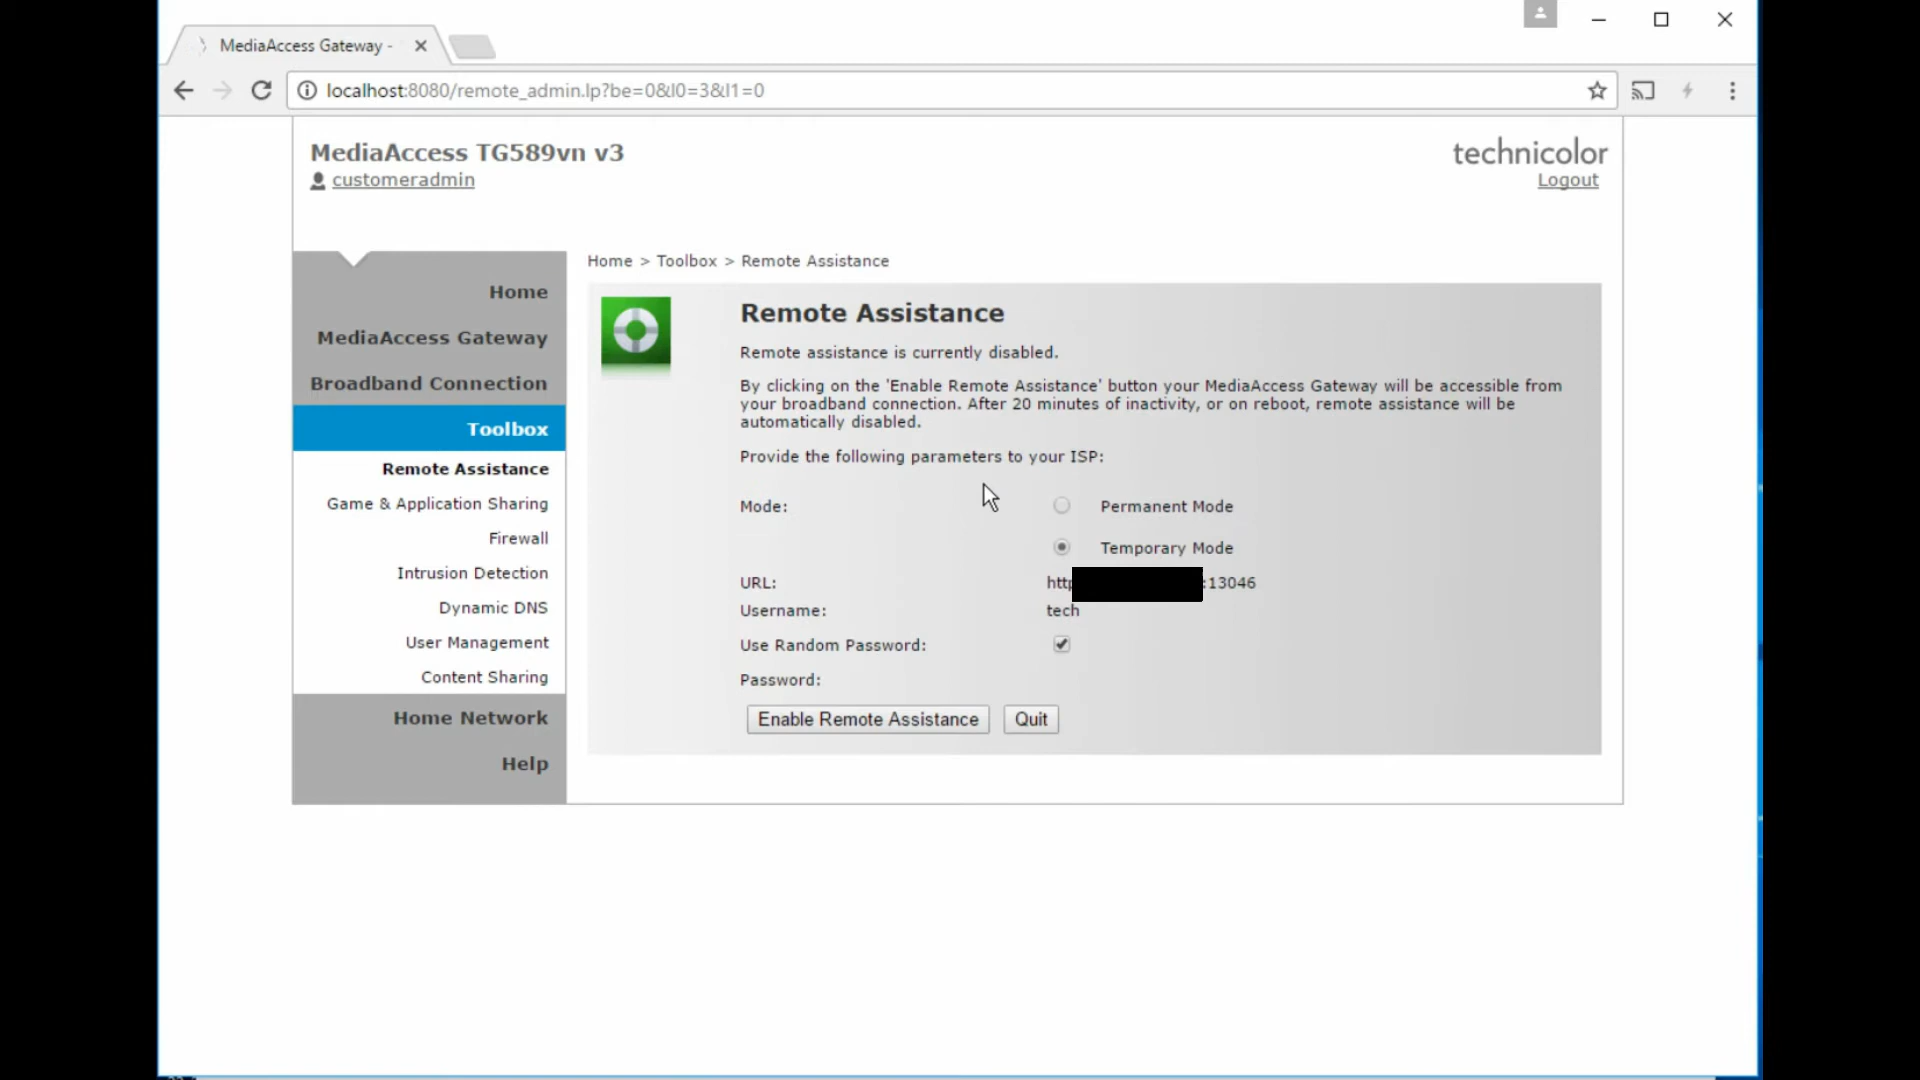 MediaAccess Gateway -
localhost:8080/remote_admin.lp?be=0&l0=3&l1=0
MediaAccess TG589vn v3
technicolor
customeradmin
Logout
Home > Toolbox > Remote Assistance
Home
MediaAccess Gateway
Broadband Connection
Toolbox
Remote Assistance
Game & Application Sharing
Firewall
Intrusion Detection
Dynamic DNS
User Management
Content Sharing
Home Network
Help
Remote Assistance
Remote assistance is currently disabled.
By clicking on the 'Enable Remote Assistance' button your MediaAccess Gateway will be accessible from
your broadband connection. After 20 minutes of inactivity, or on reboot, remote assistance will be
automatically disabled.
Provide the following parameters to your ISP:
Mode: Permanent Mode
Temporary Mode
URL: http :13046
Username: tech
Use Random Password:
Password:
Enable Remote Assistance Quit